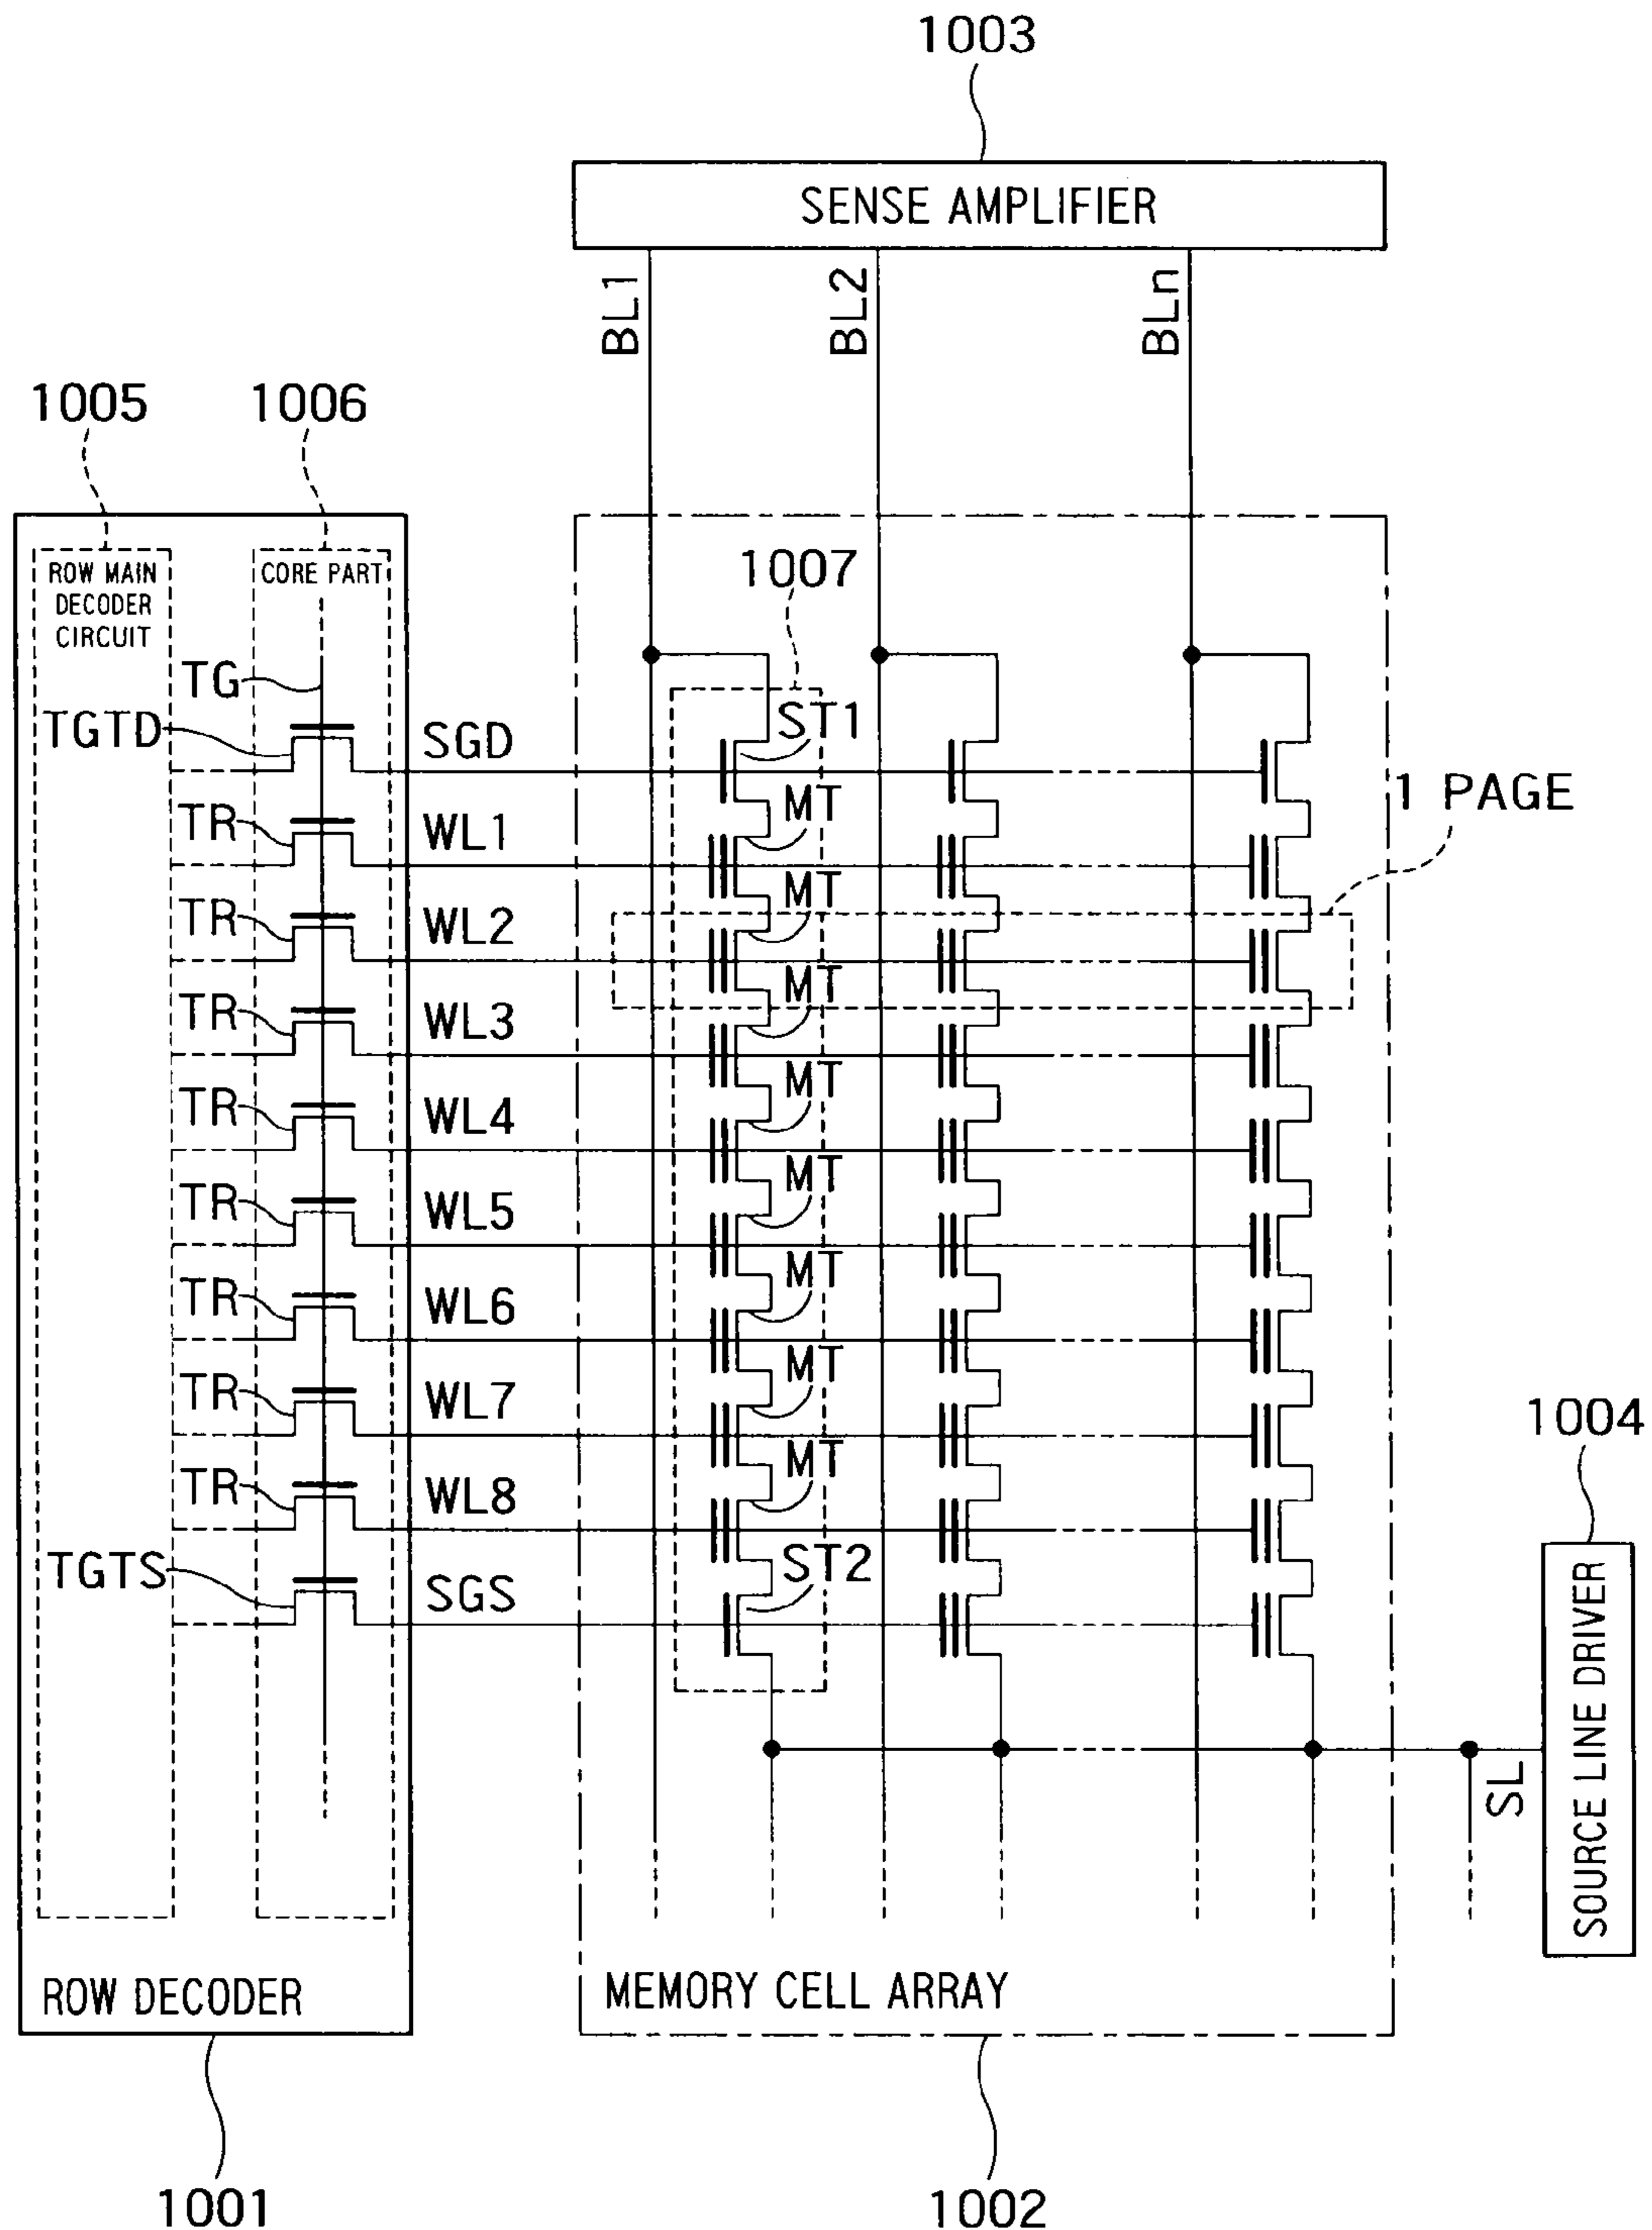 1003
SENSE AMPLIFIER
BL1
BL2
BLn
1005
1006
ROW MAIN
DECODER
CIRCUIT
CORE PART
1007
TG
TGTD
SGD
ST1
1 PAGE
TR
WL1
MT
TR
WL2
MT
TR
WL3
MT
TR
WL4
MT
TR
WL5
MT
TR
WL6
MT
TR
WL7
MT
TR
WL8
MT
TGTS
SGS
ST2
1004
SOURCE LINE DRIVER
SL
ROW DECODER
MEMORY CELL ARRAY
1001
1002